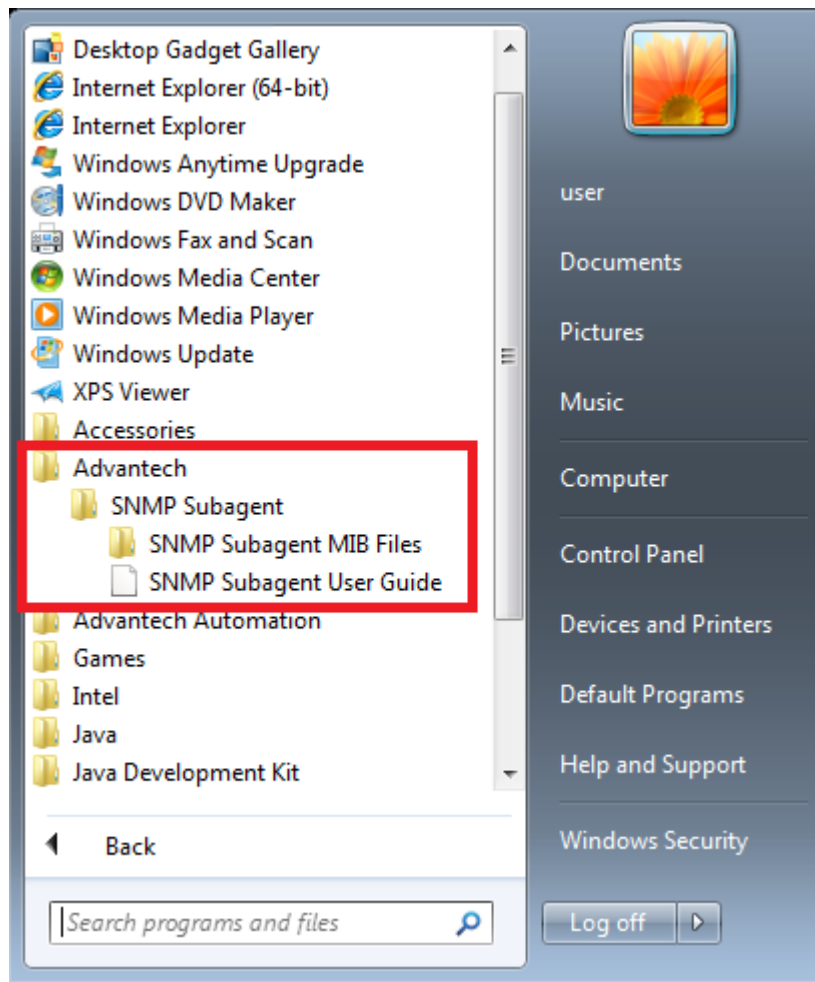 Desktop Gadget Gallery
Internet Explorer (64-bit)
Internet Explorer
Windows Anytime Upgrade
Windows DVD Maker
Windows Fax and Scan
Windows Media Center
Windows Media Player
Windows Update
XPS Viewer
Accessories
Advantech
SNMP Subagent
SNMP Subagent MIB Files
SNMP Subagent User Guide
Advantech Automation
Games
Intel
Java
Java Development Kit
Back
Search programs and files
user
Documents
Pictures
Music
Computer
Control Panel
Devices and Printers
Default Programs
Help and Support
Windows Security
Log off